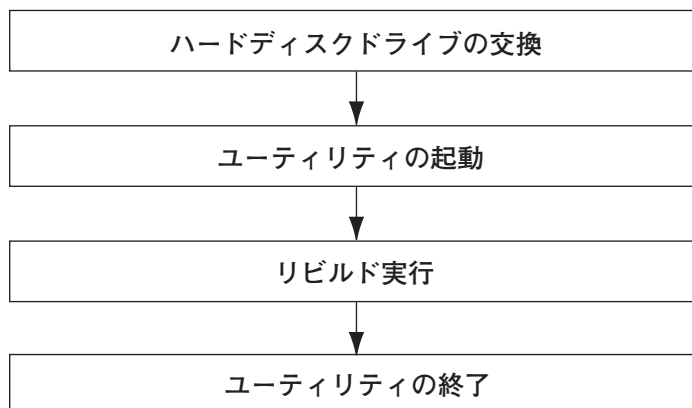 ハードディスクドライブの交換
ユーティリティの起動
リビルド実行
ユーティリティの終了